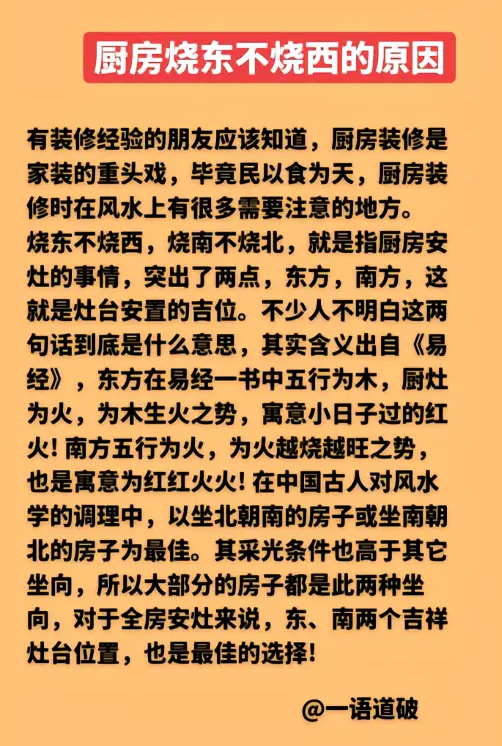 厨房烧东不烧西的原因
有装修经验的朋友应该知道，厨房装修是
家装的重头戏，毕竟民以食为天，厨房装
修时在风水上有很多需要注意的地方。
烧东不烧西，烧南不烧北，就是指厨房安
灶的事情，突出了两点，东方，南方，这
就是灶台安置的吉位。不少人不明白这两
句话到底是什么意思，其实含义出自《易
经》，东方在易经一书中五行为木，厨灶
为火，为木生火之势，寓意小日子过的红
火! 南方五行为火，为火越烧越旺之势，
也是寓意为红红火火! 在中国古人对风水
学的调理中，以坐北朝南的房子或坐南朝
北的房子为最佳。其采光条件也高于其它
坐向，所以大部分的房子都是此两种坐
向，对于全房安灶来说，东、南两个吉祥
灶台位置，也是最佳的选择!
@一语道破